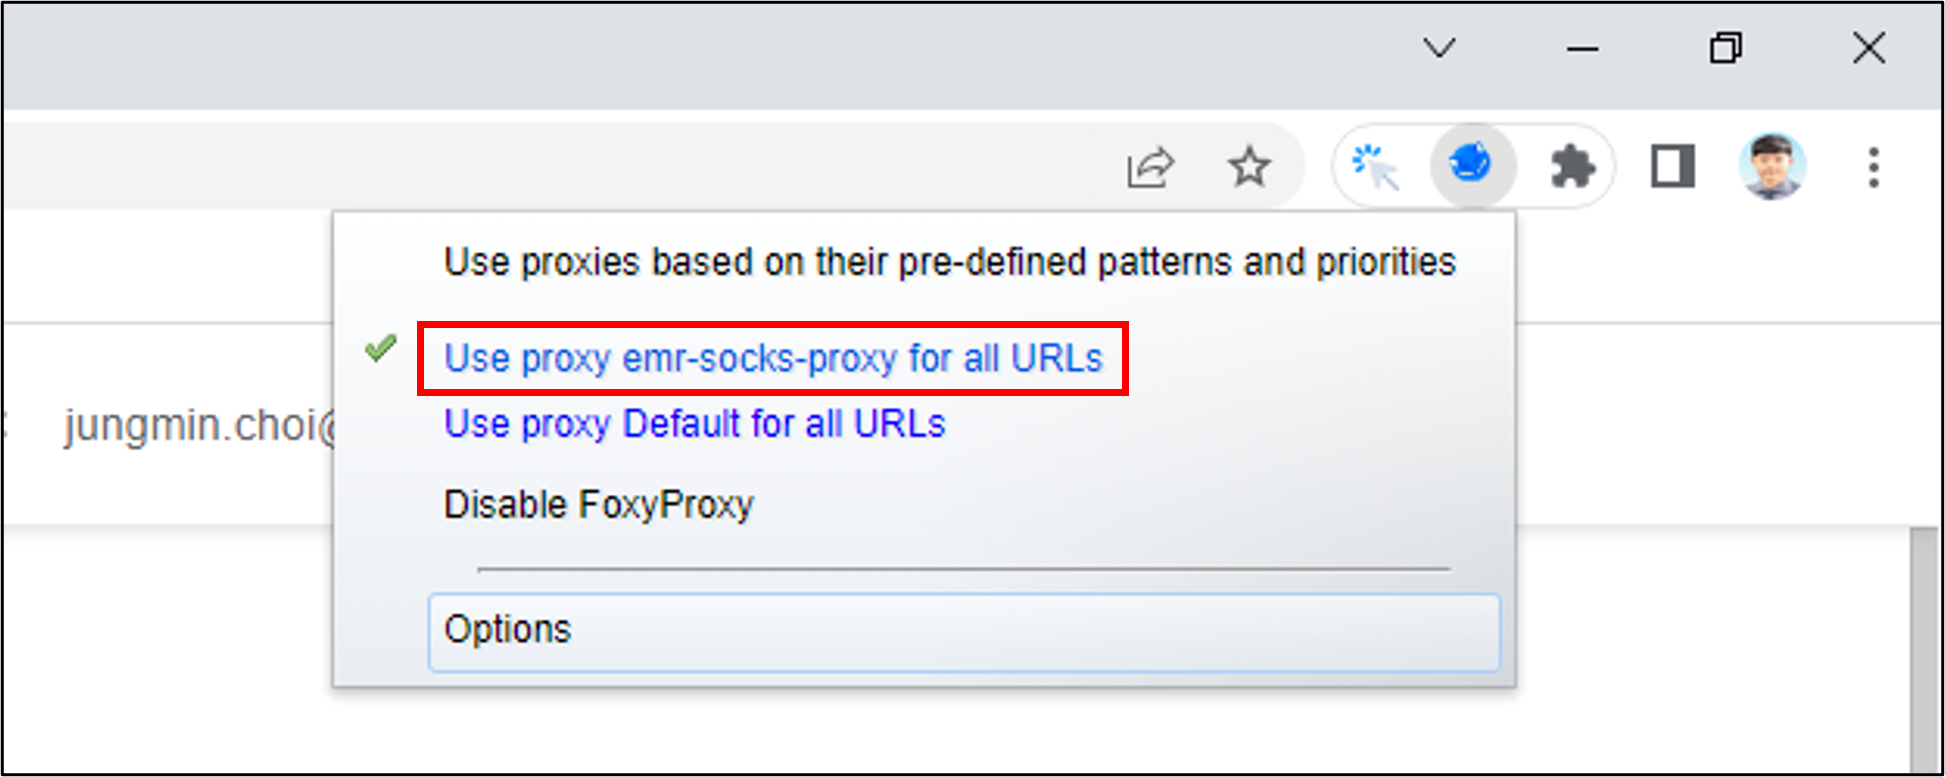 Use proxies based on their pre-defined patterns and priorities
Use proxy emr-socks-proxy for all URLs
Use proxy Default for all URLs
jungmin.choi@
Disable FoxyProxy
Options